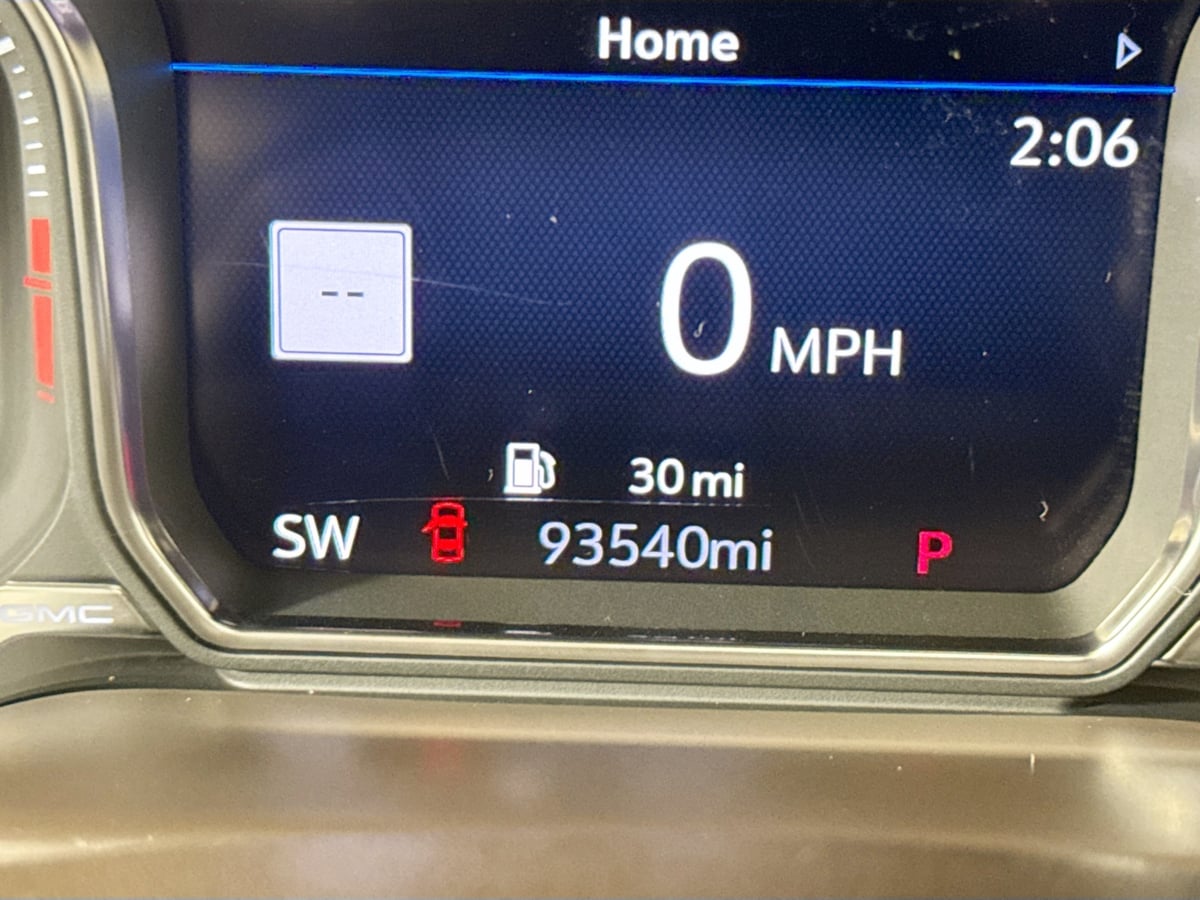 Home
2:06
--
0 MPH
30 mi
SW 93540mi P
GMC